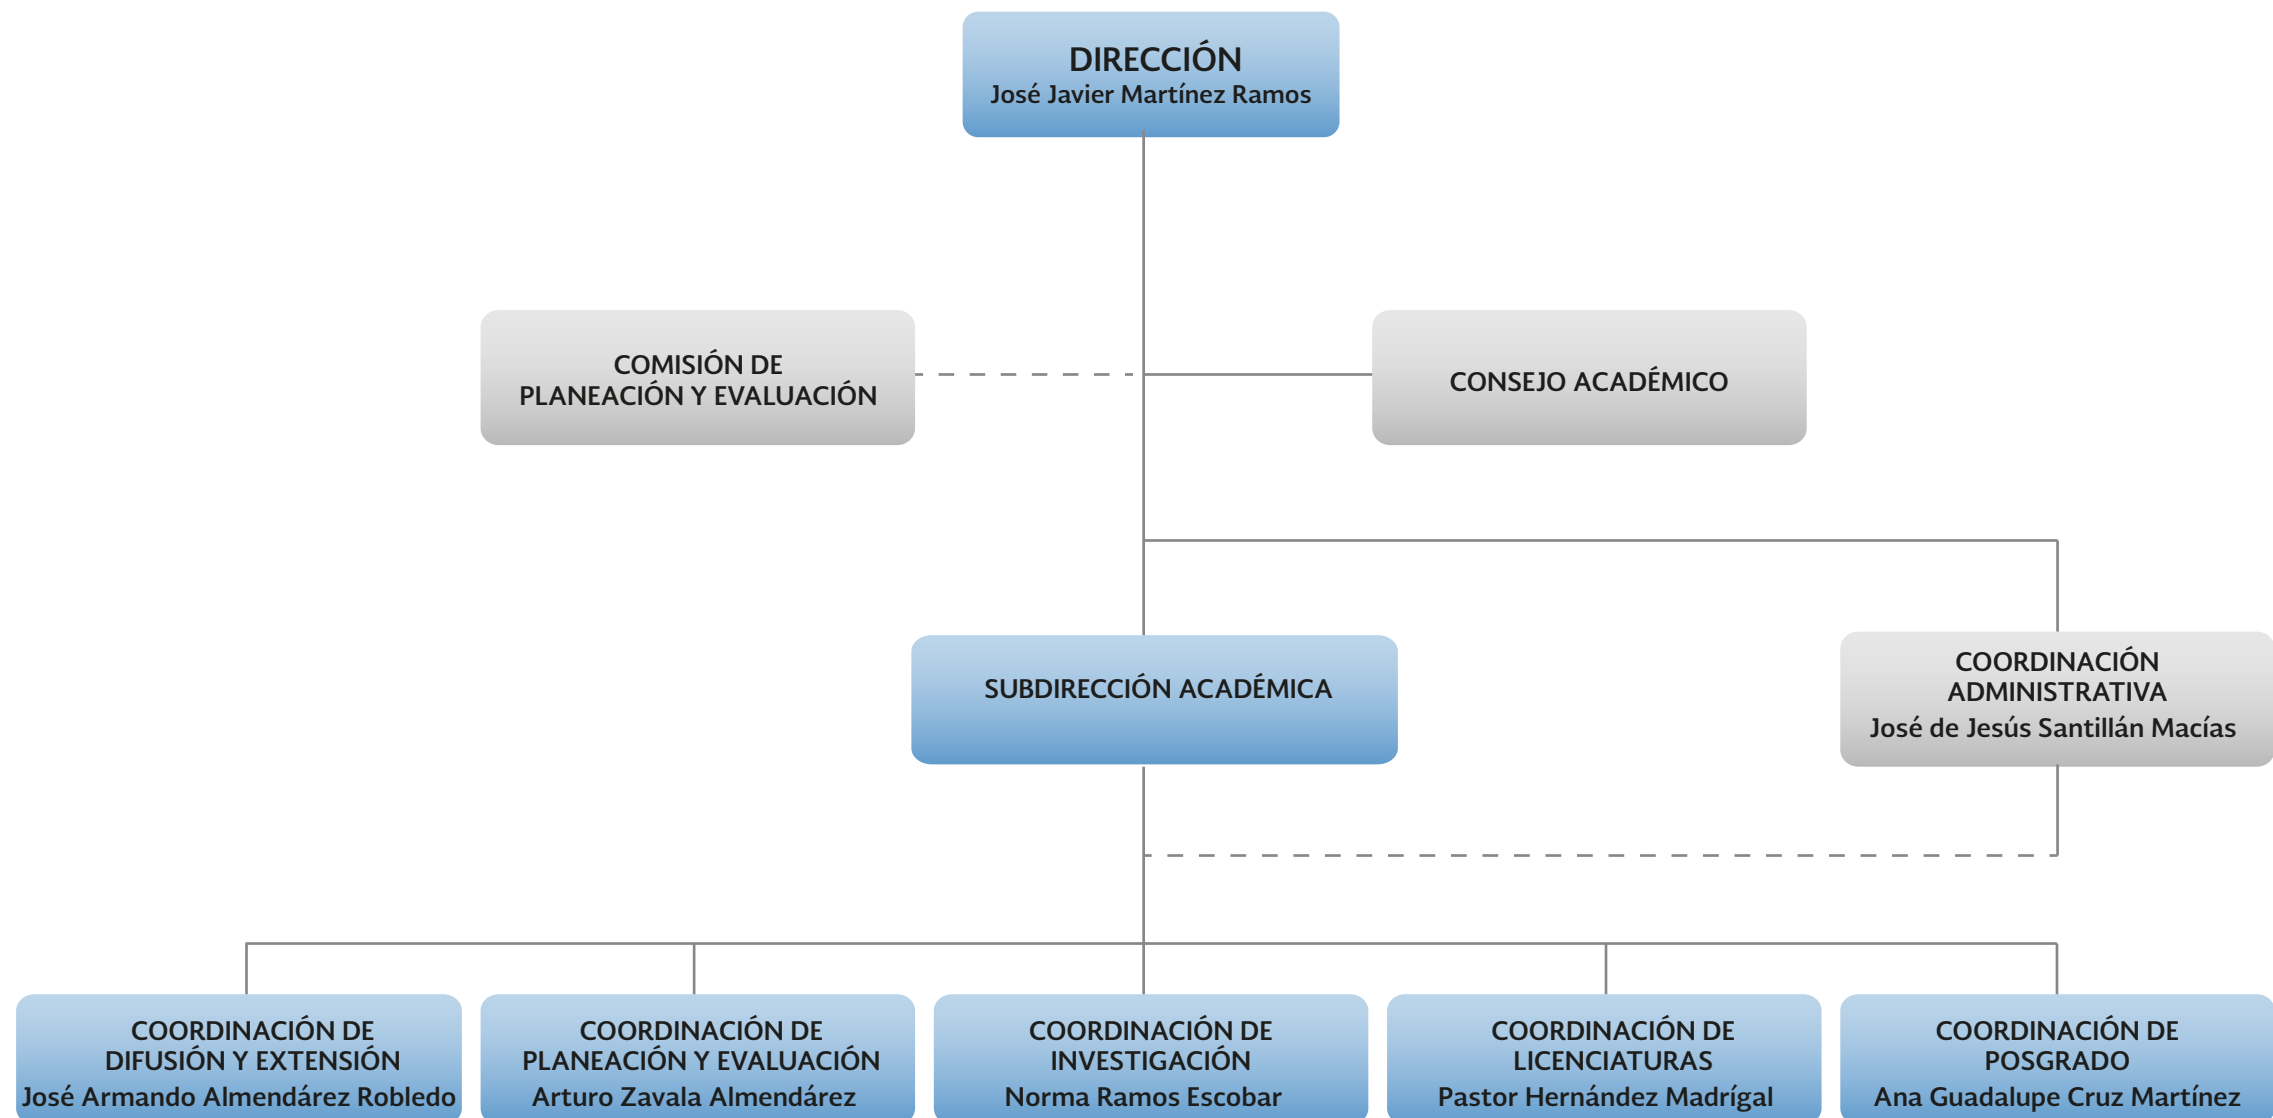 DIRECCIÓN
José Javier Martínez Ramos
COMISIÓN DE
PLANEACIÓN Y EVALUACIÓN
CONSEJO ACADÉMICO
SUBDIRECCIÓN ACADÉMICA
COORDINACIÓN
ADMINISTRATIVA
José de Jesús Santillán Macías
COORDINACIÓN DE
DIFUSIÓN Y EXTENSIÓN
José Armando Almendárez Robledo
COORDINACIÓN DE
PLANEACIÓN Y EVALUACIÓN
Arturo Zavala Almendárez
COORDINACIÓN DE
INVESTIGACIÓN
Norma Ramos Escobar
COORDINACIÓN DE
LICENCIATURAS
Pastor Hernández Madrígal
COORDINACIÓN DE
POSGRADO
Ana Guadalupe Cruz Martínez